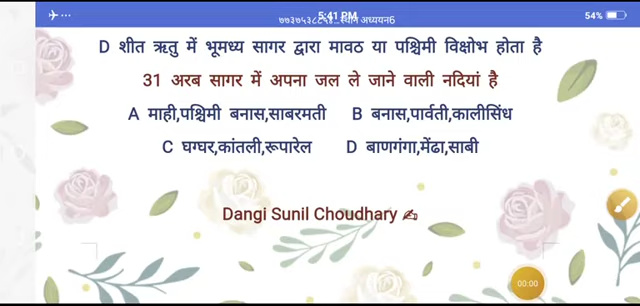 5:41 PM
54%
D शीत ऋतु में भूमध्य सागर द्वारा मावठ या पश्चिमी विक्षोभ होता है
31 अरब सागर में अपना जल ले जाने वाली नदियां है
A माही,पश्चिमी बनास,साबरमती B बनास,पार्वती,कालीसिंध
C घग्घर,कांतली,रूपारेल D बाणगंगा,मेंढा,साबी
Dangi Sunil Choudhary ✍
00:00